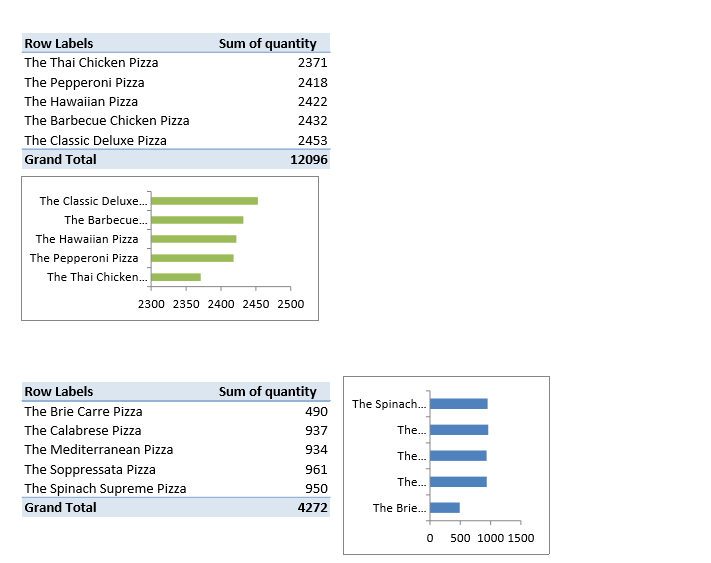 Row Labels Sum of quantity
The Thai Chicken Pizza 2371
The Pepperoni Pizza 2418
The Hawaiian Pizza 2422
The Barbecue Chicken Pizza 2432
The Classic Deluxe Pizza 2453
Grand Total 12096
The Classic Deluxe...
The Barbecue...
The Hawaiian Pizza
The Pepperoni Pizza
The Thai Chicken...
2300 2350 2400 2450 2500
Row Labels Sum of quantity
The Brie Carre Pizza 490
The Calabrese Pizza 937
The Mediterranean Pizza 934
The Soppressata Pizza 961
The Spinach Supreme Pizza 950
Grand Total 4272
The Spinach...
The...
The...
The...
The Brie...
0 500 1000 1500